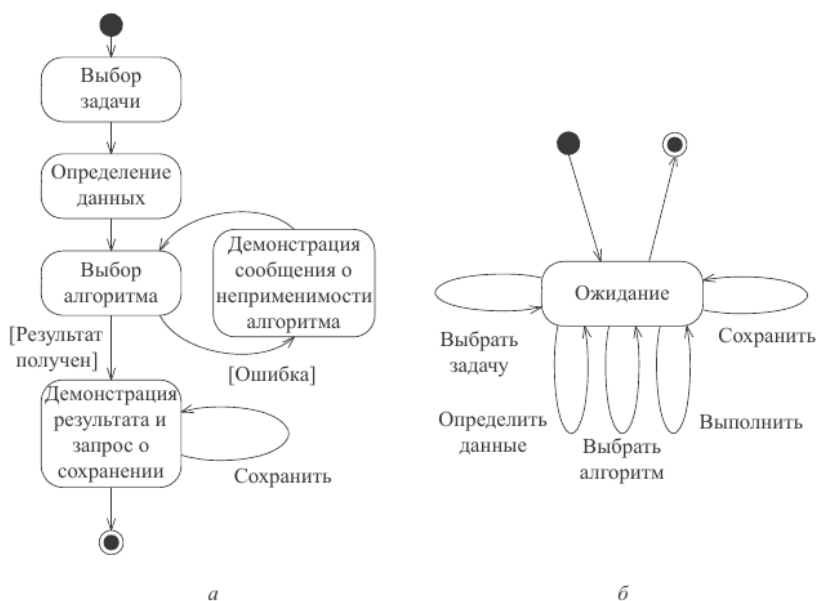 Выбор
задачи
Определение
данных
Выбор
алгоритма
Демонстрация
сообщения о
неприменимости
алгоритма
[Результат
получен]
[Ошибка]
Демонстрация
результата и
запрос о
сохранении
Сохранить
а
Ожидание
Выбрать
задачу
Сохранить
Определить
данные
Выбрать
алгоритм
Выполнить
б